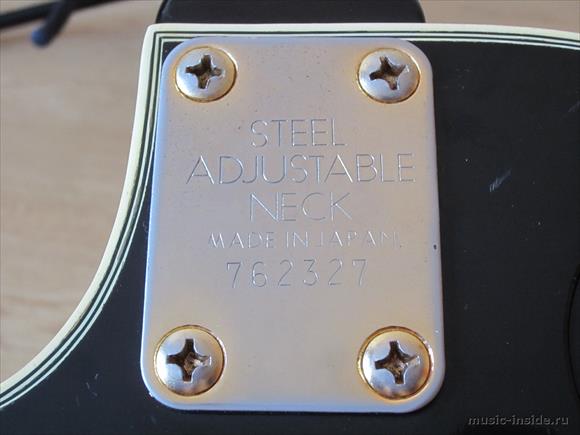 STEEL
ADJUSTABLE
NECK
MADE IN JAPAN.
762327
music-inside.ru